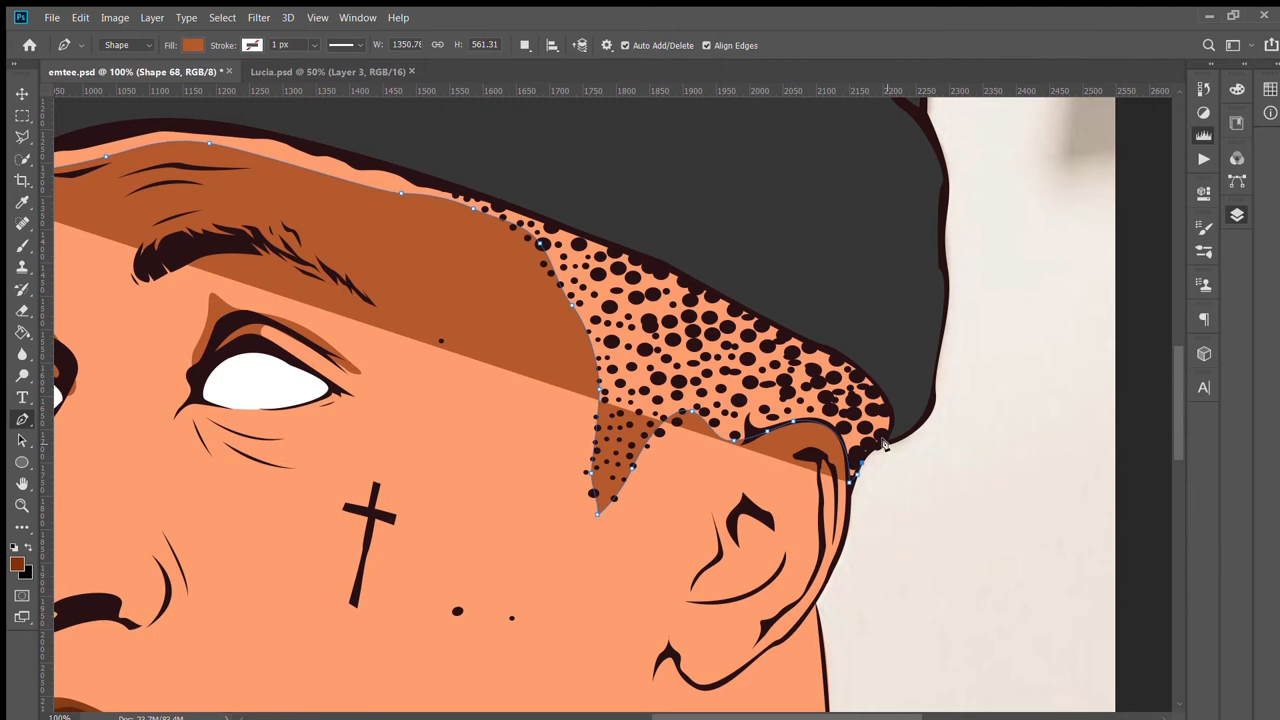 Ps File Edit Image Layer Type Select Filter 3D View Window Help
Shape Fill: Stroke: 1 px W: 1350.78 H: 561.31 Auto Add/Delete Align Edges
emtee.psd @ 100% (Shape 68, RGB/8) * × Lucia.psd @ 50% (Layer 3, RGB/16) ×
1000 1050 1100 1150 1200 1250 1300 1350 1400 1450 1500 1550 1600 1650 1700 1750 1800 1850 1900 1950 2000 2050 2100 2150 2200 2250 2300 2350 2400 2450 2500 2550 2600
100% Doc: 23.7M/83.4M